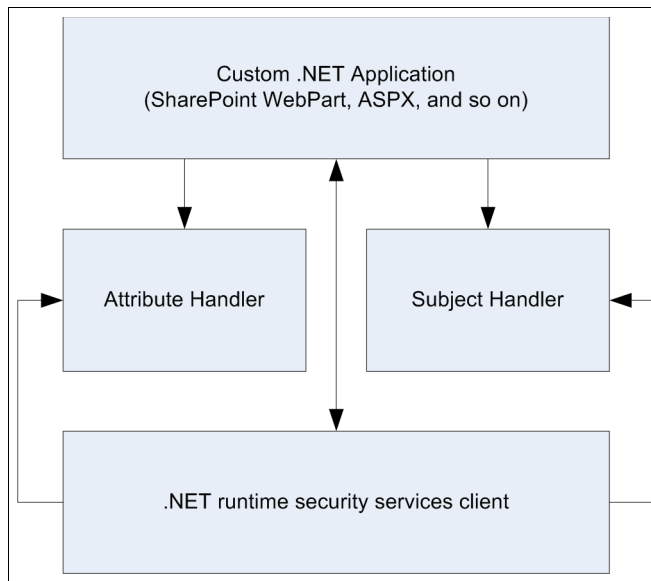 Custom .NET Application
(SharePoint WebPart, ASPX, and so on)
Attribute Handler
Subject Handler
.NET runtime security services client